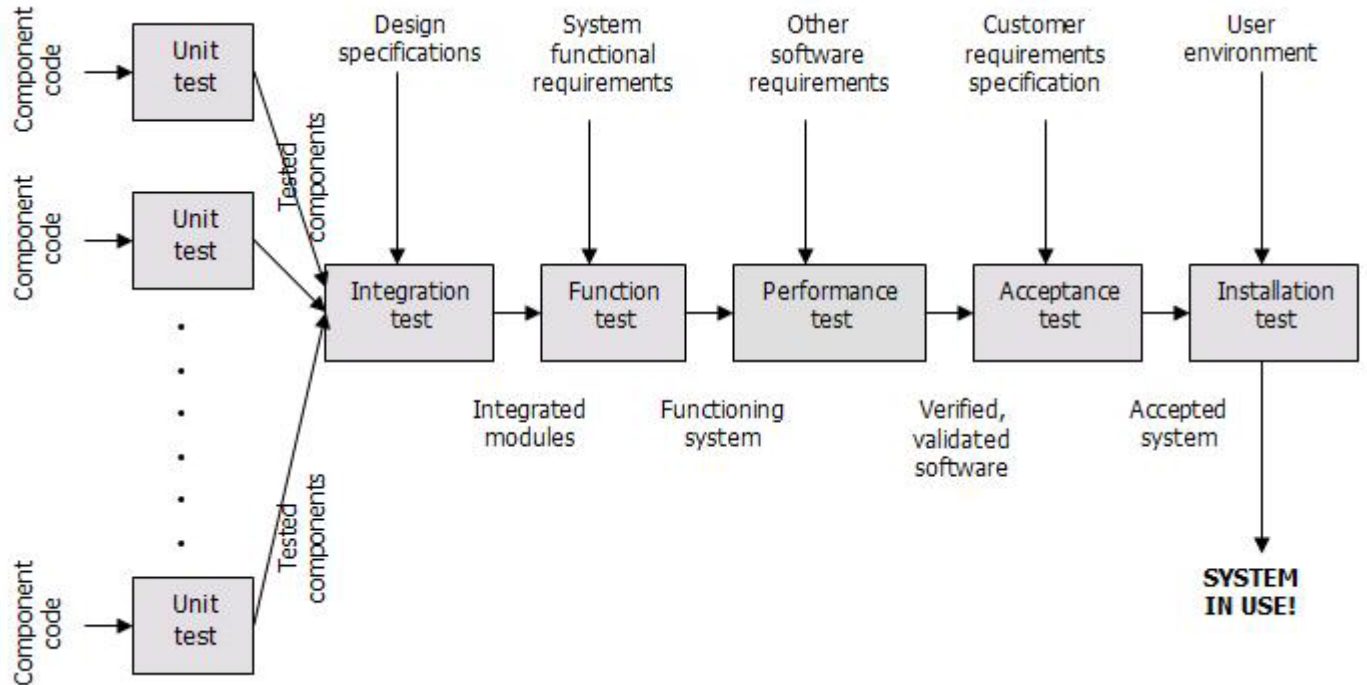 Component
code
Unit
test
Tested
components
Component
code
Unit
test
Component
code
Unit
test
Tested
components
Design
specifications
System
functional
requirements
Other
software
requirements
Customer
requirements
specification
User
environment
Integration
test
Function
test
Performance
test
Acceptance
test
Installation
test
Integrated
modules
Functioning
system
Verified,
validated
software
Accepted
system
SYSTEM
IN USE!